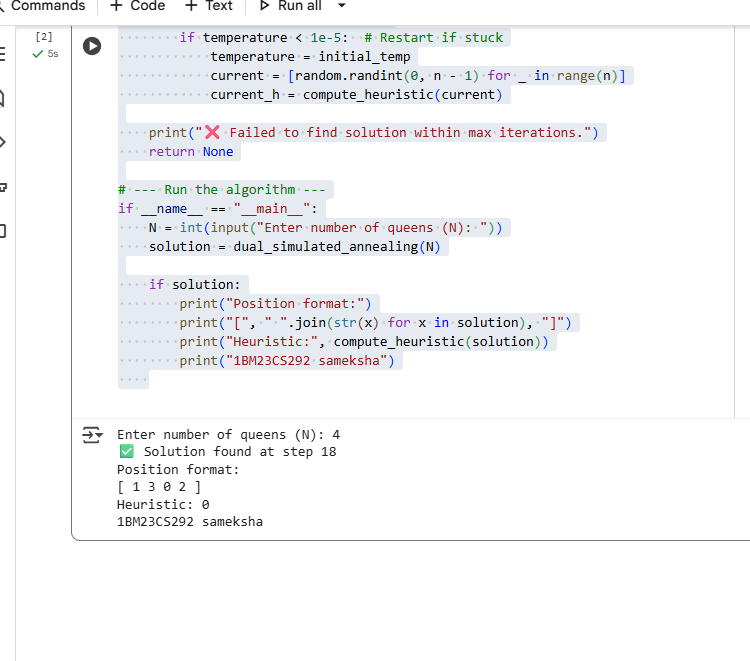 Commands + Code + Text Run all
[2]
5s
if temperature < 1e-5:  # Restart if stuck
temperature = initial_temp
current = [random.randint(0, n - 1) for _ in range(n)]
current_h = compute_heuristic(current)
print("❌ Failed to find solution within max iterations.")
return None
# --- Run the algorithm ---
if __name__ == "__main__":
N = int(input("Enter number of queens (N): "))
solution = dual_simulated_annealing(N)
if solution:
print("Position format:")
print("[", " ".join(str(x) for x in solution), "]")
print("Heuristic:", compute_heuristic(solution))
print("1BM23CS292 sameksha")
Enter number of queens (N): 4
✅ Solution found at step 18
Position format:
[ 1 3 0 2 ]
Heuristic: 0
1BM23CS292 sameksha